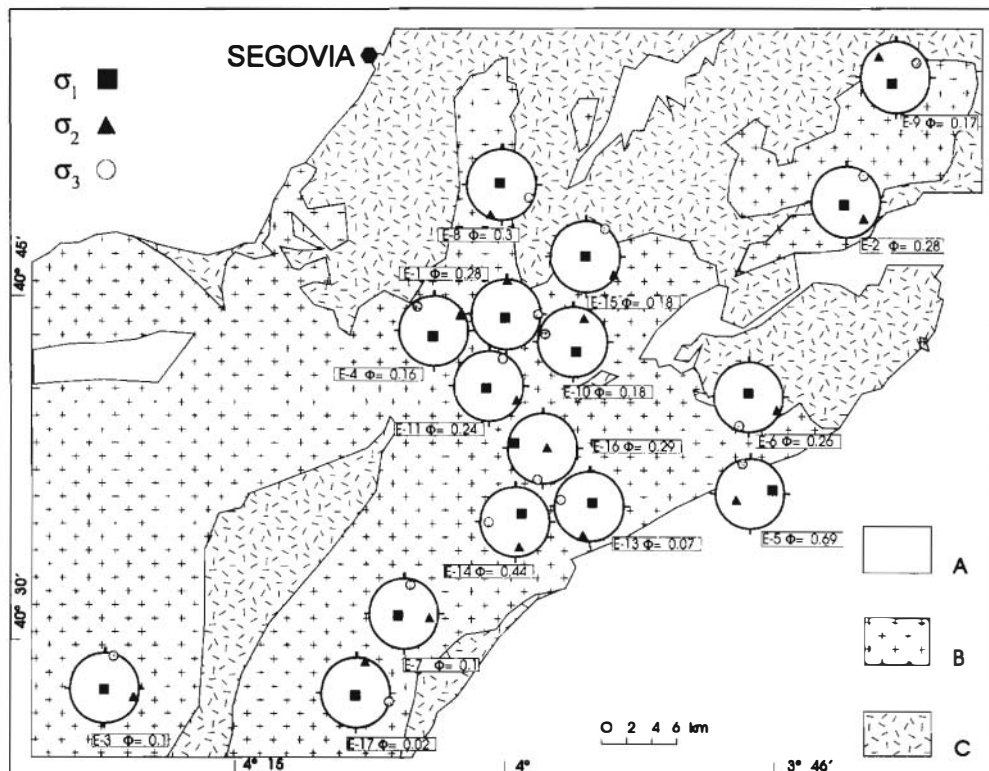 SEGOVIA
σ1
σ2
σ3
E-9 Φ= 0.17
E-8 Φ= 0.3
E-2 Φ= 0.28
40° 45′
E-1 Φ= 0.28
E-15 Φ= 0.18
E-4 Φ= 0.16
E-10 Φ= 0.18
E-11 Φ= 0.24
E-16 Φ= 0.29
E-6 Φ= 0.26
E-5 Φ= 0.69
E-13 Φ= 0.07
E-14 Φ= 0.44
A
40° 30′
B
E-7 Φ= 0.1
E-3 Φ= 0.1
E-17 Φ= 0.02
0 2 4 6 km
C
4° 15′
4°
3° 46′